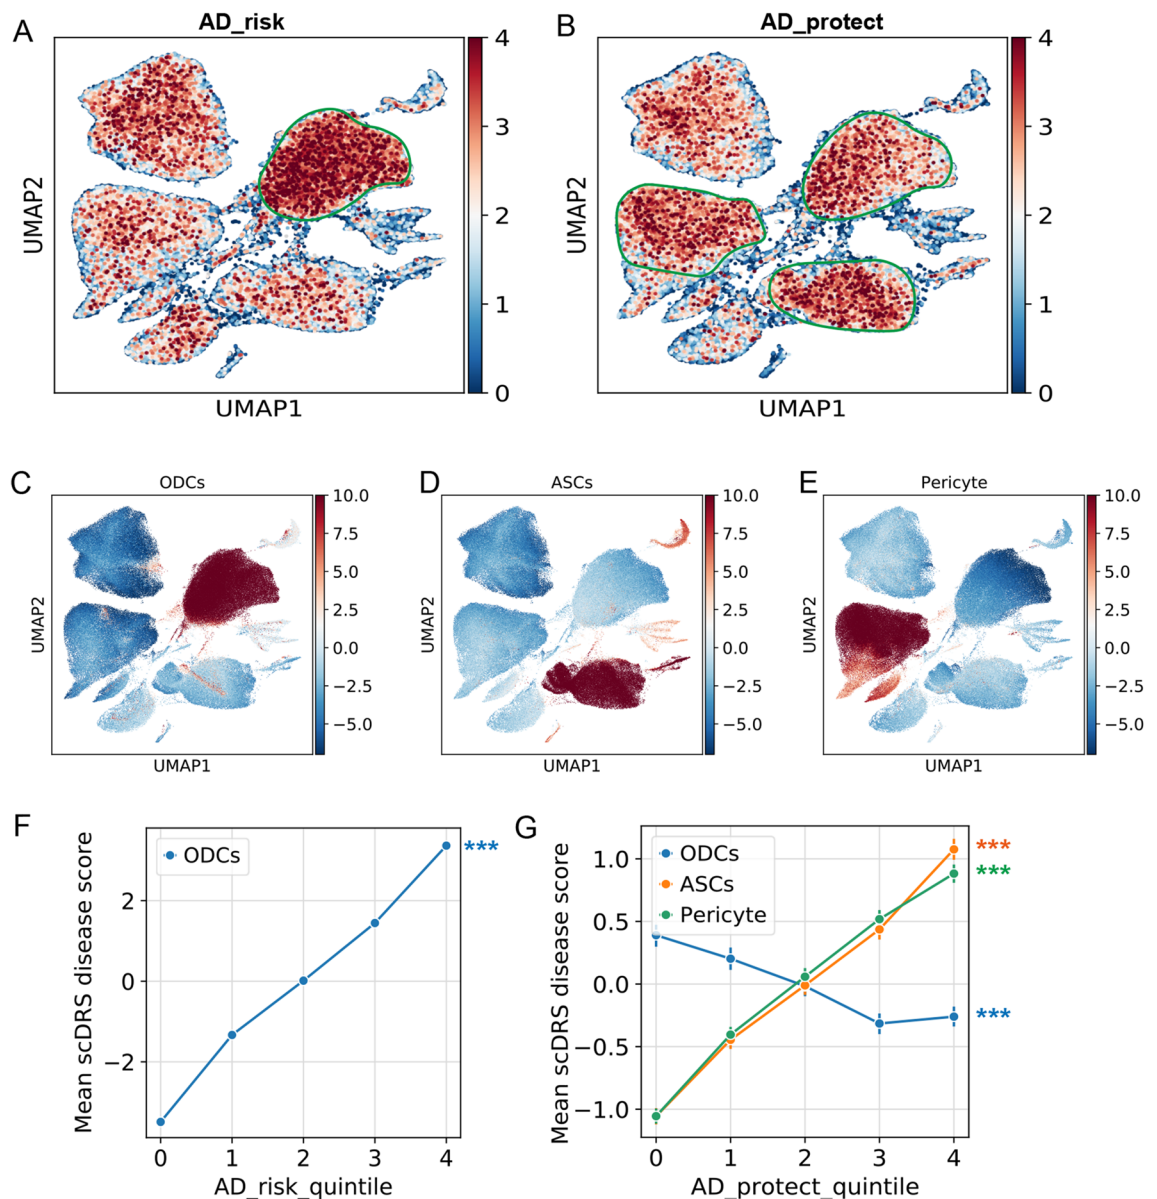 A
AD_risk
UMAP2
UMAP1
4
3
2
1
0
B
AD_protect
UMAP2
UMAP1
4
3
2
1
0
C
ODCs
UMAP2
UMAP1
10.0
7.5
5.0
2.5
0.0
−2.5
−5.0
D
ASCs
UMAP2
UMAP1
10.0
7.5
5.0
2.5
0.0
−2.5
−5.0
E
Pericyte
UMAP2
UMAP1
10.0
7.5
5.0
2.5
0.0
−2.5
−5.0
F
Mean scDRS disease score
ODCs
***
2
0
−2
0 1 2 3 4
AD_risk_quintile
G
Mean scDRS disease score
ODCs
ASCs
Pericyte
***
***
***
1.0
0.5
0.0
−0.5
−1.0
0 1 2 3 4
AD_protect_quintile